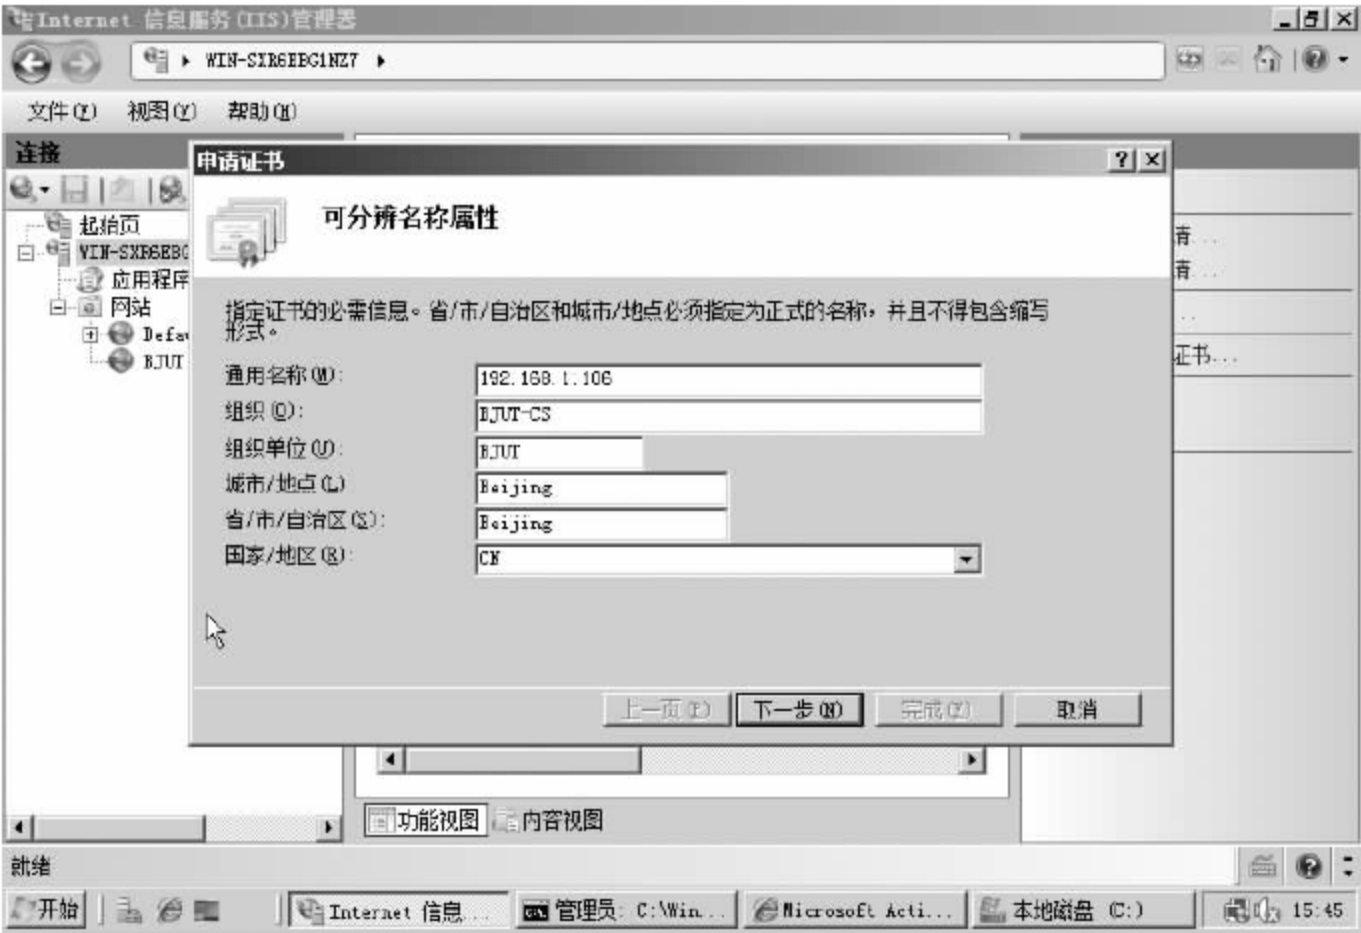 Internet 信息服务(IIS)管理器
WIN-SXR6EBG1NZ7
文件(F) 视图(V) 帮助(H)
连接
申请证书
起始页
应用程序
网站
BJUT
可分辨名称属性
指定证书的必需信息。省/市/自治区和城市/地点必须指定为正式的名称，并且不得包含缩写
形式。
通用名称(M):
192.168.1.106
组织(O):
BJUT-CS
组织单位(U):
BJUT
城市/地点(L)
Beijing
省/市/自治区(S):
Beijing
国家/地区(R):
CN
请...
请...
证书...
上一页(P) 下一步(N) 完成(F) 取消
功能视图 内容视图
就绪
开始 Internet 信息... 管理员: C:\Win... Microsoft Acti... 本地磁盘 (C:) 15:45